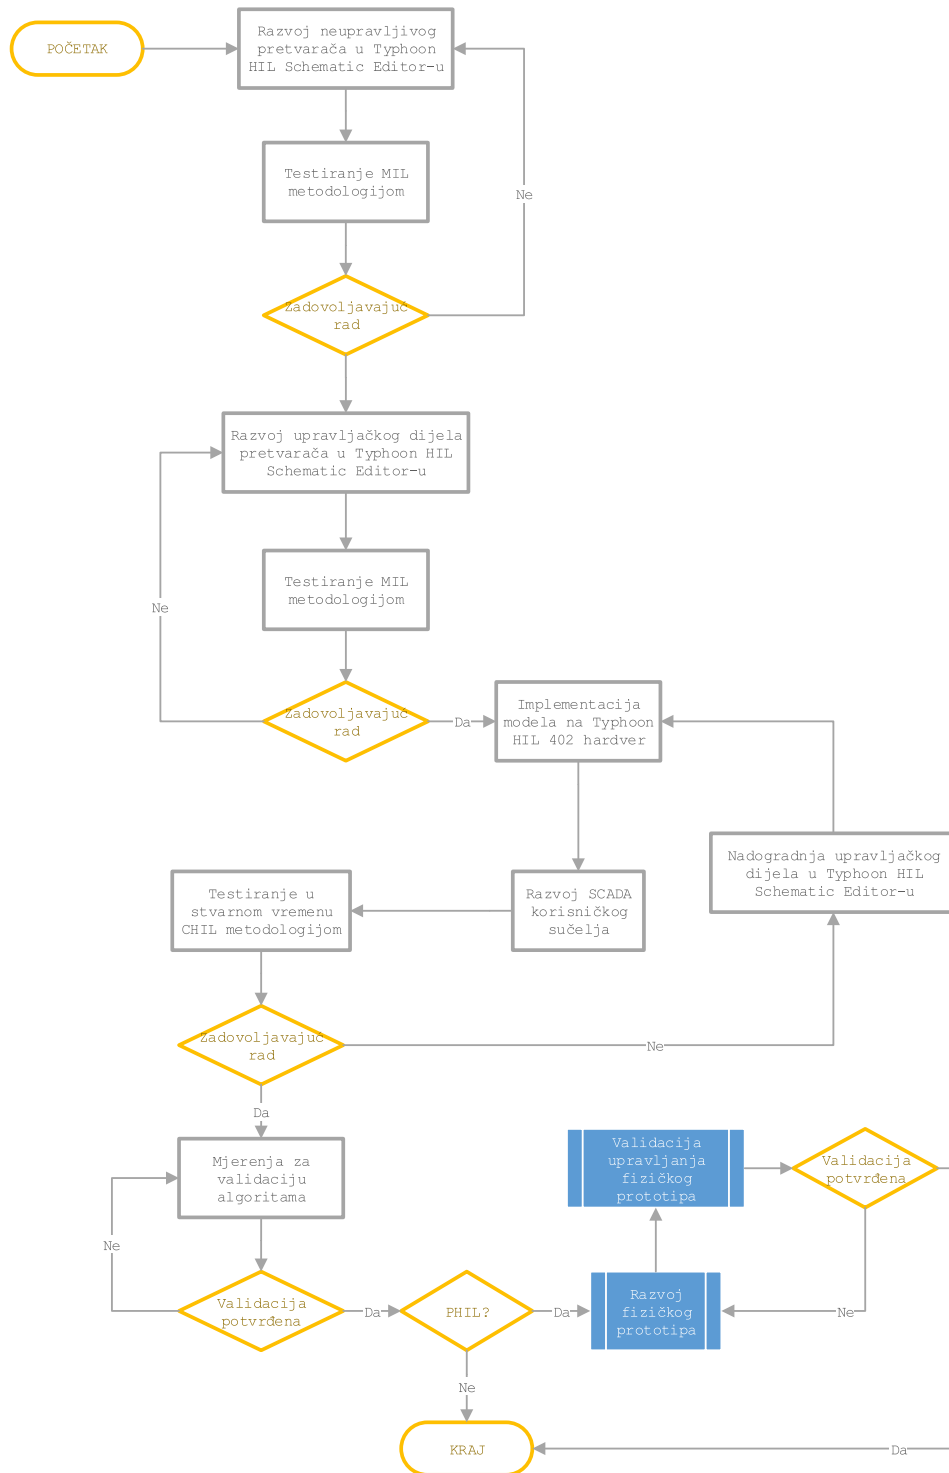 POČETAK
Razvoj neupravljivog
pretvarača u Typhoon
HIL Schematic Editor-u
Testiranje MIL
metodologijom
Ne
Zadovoljavajuć
rad
Razvoj upravljačkog dijela
pretvarača u Typhoon HIL
Schematic Editor-u
Testiranje MIL
metodologijom
Ne
Zadovoljavajuć
rad
Da
Implementacija
modela na Typhoon
HIL 402 hardver
Nadogradnja upravljačkog
dijela u Typhoon HIL
Schematic Editor-u
Razvoj SCADA
korisničkog
sučelja
Testiranje u
stvarnom vremenu
CHIL metodologijom
Zadovoljavajuć
rad
Ne
Da
Mjerenja za
validaciju
algoritama
Ne
Validacija
potvrđena
Da
PHIL?
Da
Razvoj
fizičkog
prototipa
Validacija
upravljanja
fizičkog
prototipa
Validacija
potvrđena
Ne
Ne
KRAJ
Da